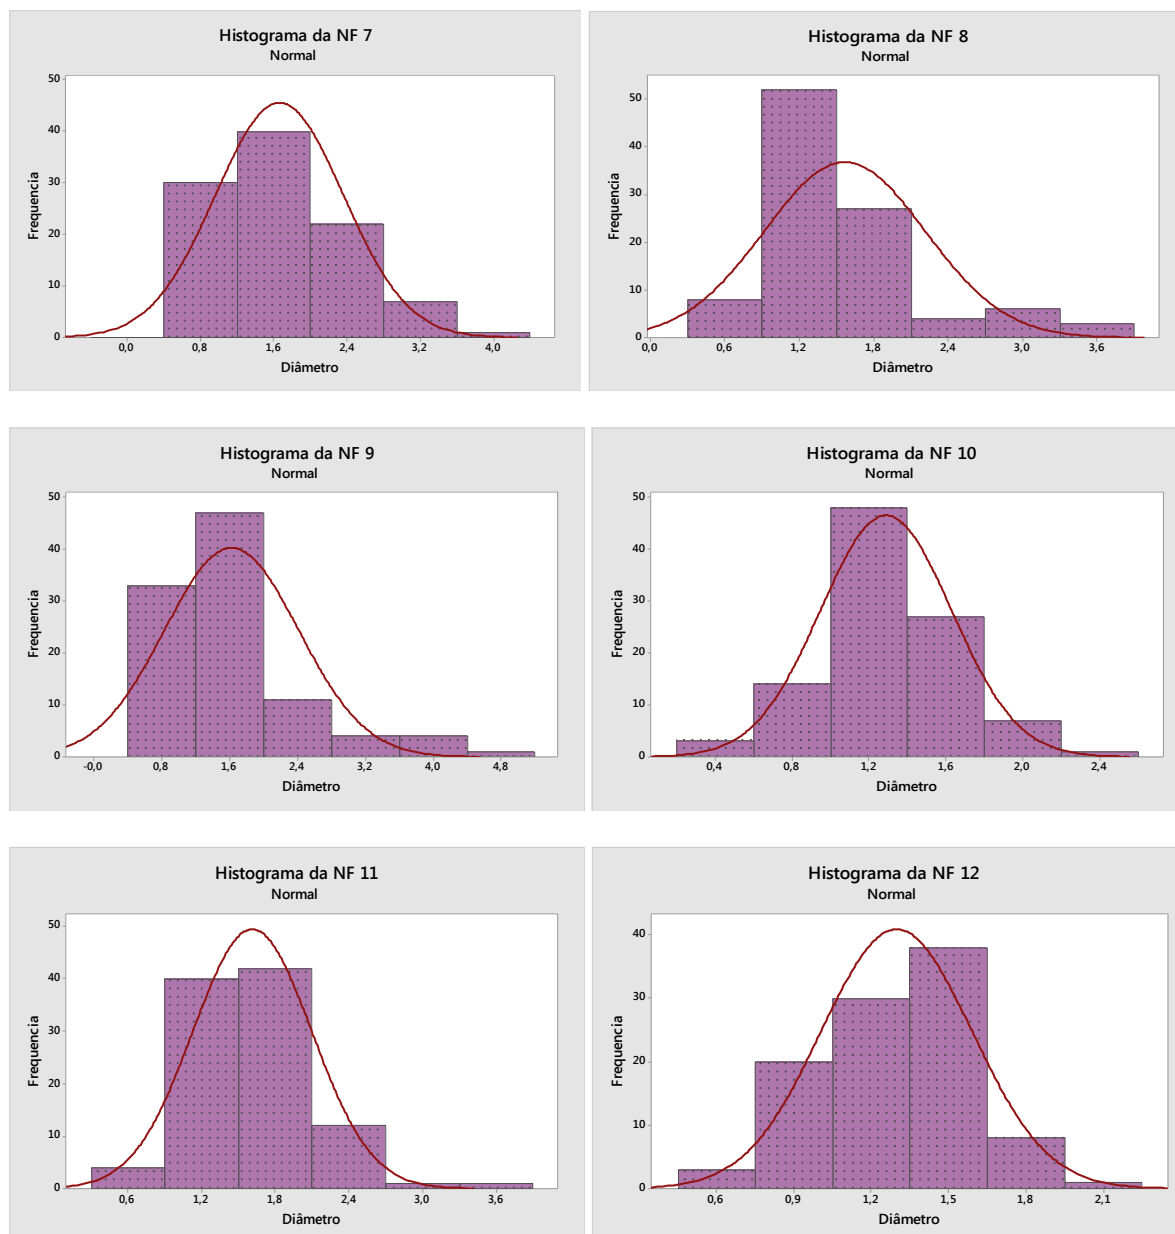 Histograma da NF 7
Normal
50
40
30
20
10
0
Frequencia
0,0 0,8 1,6 2,4 3,2 4,0
Diâmetro
Histograma da NF 8
Normal
50
40
30
20
10
0
Frequencia
0,0 0,6 1,2 1,8 2,4 3,0 3,6
Diâmetro
Histograma da NF 9
Normal
50
40
30
20
10
0
Frequencia
-0,0 0,8 1,6 2,4 3,2 4,0 4,8
Diâmetro
Histograma da NF 10
Normal
50
40
30
20
10
0
Frequencia
0,4 0,8 1,2 1,6 2,0 2,4
Diâmetro
Histograma da NF 11
Normal
50
40
30
20
10
0
Frequencia
0,6 1,2 1,8 2,4 3,0 3,6
Diâmetro
Histograma da NF 12
Normal
40
30
20
10
0
Frequencia
0,6 0,9 1,2 1,5 1,8 2,1
Diâmetro